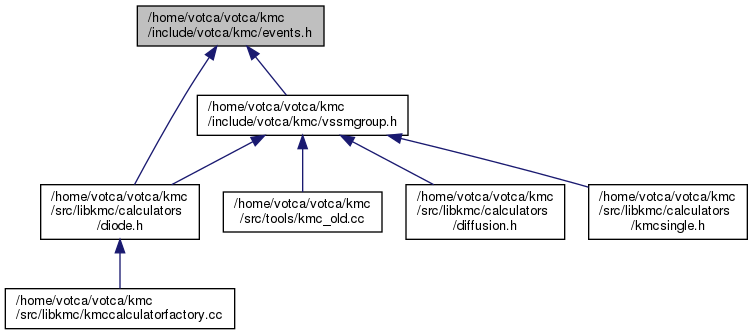 /home/votca/votca/kmc
/include/votca/kmc/events.h
/home/votca/votca/kmc
/include/votca/kmc/vssmgroup.h
/home/votca/votca/kmc
/src/libkmc/calculators
/diode.h
/home/votca/votca/kmc
/src/tools/kmc_old.cc
/home/votca/votca/kmc
/src/libkmc/calculators
/diffusion.h
/home/votca/votca/kmc
/src/libkmc/calculators
/kmcsingle.h
/home/votca/votca/kmc
/src/libkmc/kmccalculatorfactory.cc